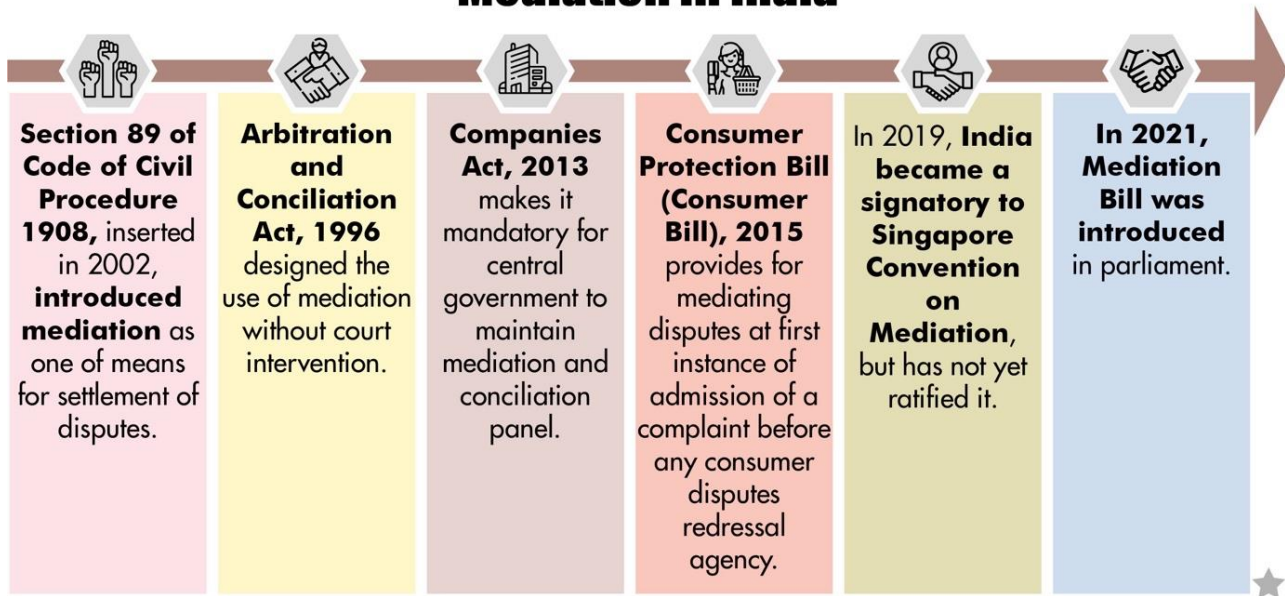 Mediation in India
Section 89 of
Code of Civil
Procedure
1908, inserted
in 2002,
introduced
mediation as
one of means
for settlement of
disputes.
Arbitration
and
Conciliation
Act, 1996
designed the
use of mediation
without court
intervention.
Companies
Act, 2013
makes it
mandatory for
central
government to
maintain
mediation and
conciliation
panel.
Consumer
Protection Bill
(Consumer
Bill), 2015
provides for
mediating
disputes at first
instance of
admission of a
complaint before
any consumer
disputes
redressal
agency.
In 2019, India
became a
signatory to
Singapore
Convention
on
Mediation,
but has not yet
ratified it.
In 2021,
Mediation
Bill was
introduced
in parliament.